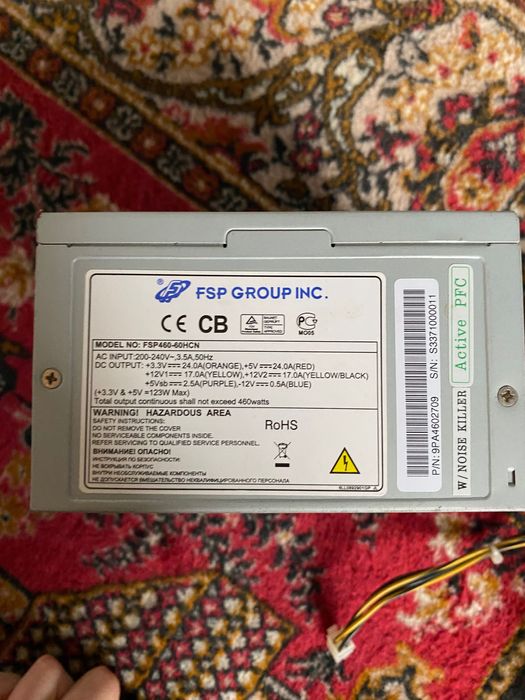 FSP GROUP INC.
CE CB
MO05
MODEL NO: FSP460-60HCN
AC INPUT:200-240V~,3.5A,50Hz
DC OUTPUT: +3.3V⎓24.0A(ORANGE),+5V⎓24.0A(RED)
+12V1⎓17.0A(YELLOW),+12V2⎓17.0A(YELLOW/BLACK)
+5Vsb⎓2.5A(PURPLE),-12V⎓0.5A(BLUE)
(+3.3V & +5V =123W Max)
Total output continuous shall not exceed 460watts
WARNING! HAZARDOUS AREA
SAFETY INSTRUCTIONS:
DO NOT REMOVE THE COVER
NO SERVICEABLE COMPONENTS INSIDE.
REFER SERVICING TO QUALIFIED SERVICE PERSONNEL.
RoHS
ВНИМАНИЕ! ОПАСНО!
ИНСТРУКЦИЯ ПО БЕЗОПАСНОСТИ
НЕ ВСКРЫВАТЬ КОРПУС
ВНУТРИ НЕОБСЛУЖИВАЕМЫЕ КОМПОНЕНТЫ
НЕ ДОПУСКАЕТСЯ ВМЕШАТЕЛЬСТВО НЕКВАЛИФИЦИРОВАННОГО ПЕРСОНАЛА
P/N:9PA4602709
S/N: S3371000011
W/NOISE KILLER
Active PFC